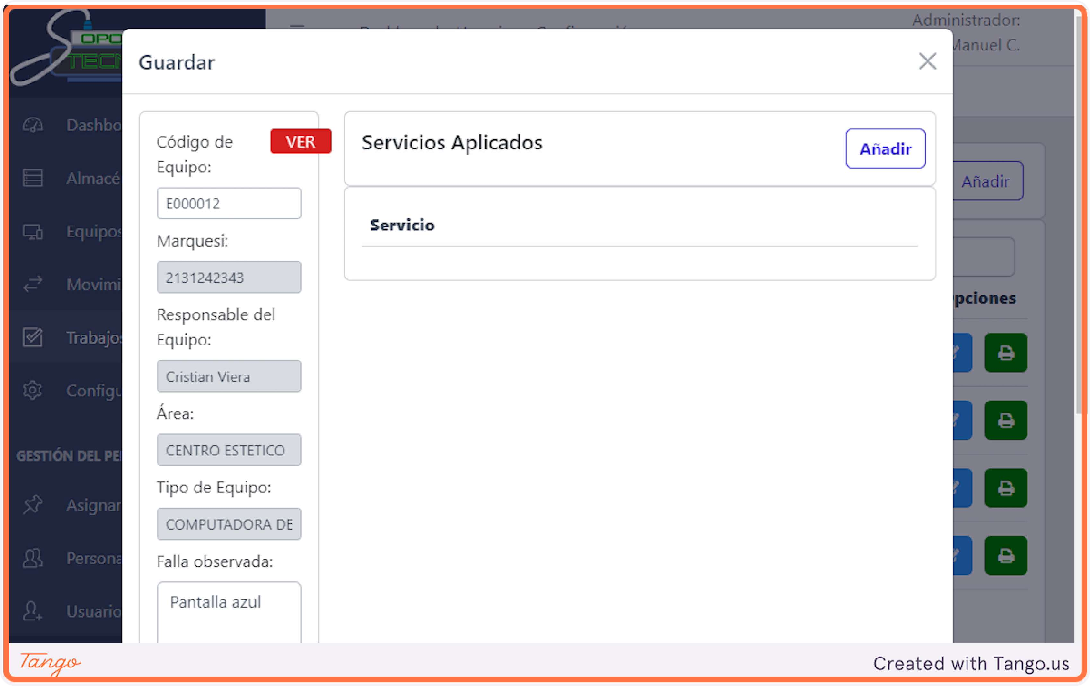 Administrador:
Manuel C.
OPO
TECN
Guardar
Dashbo
Almacé
Equipos
Movimi
Trabajos
Configu
GESTIÓN DEL PE
Asignar
Persona
Usuario
Código de
Equipo:
VER
E000012
Marquesi:
2131242343
Responsable del
Equipo:
Cristian Viera
Área:
CENTRO ESTETICO
Tipo de Equipo:
COMPUTADORA DE
Falla observada:
Pantalla azul
Servicios Aplicados
Añadir
Servicio
Añadir
pciones
Tango
Created with Tango.us